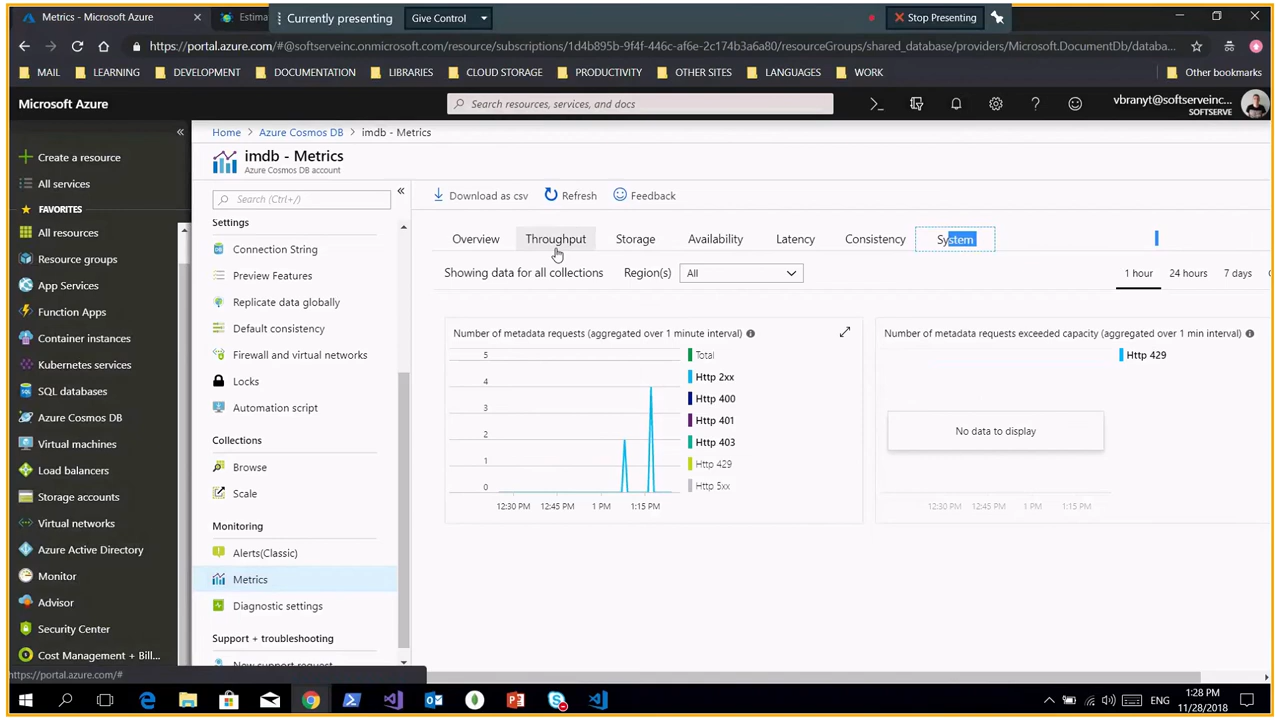 Metrics - Microsoft Azure
Estima
Currently presenting
Give Control
Stop Presenting
https://portal.azure.com/#@softserveinc.onmicrosoft.com/resource/subscriptions/1d4b895b-9f4f-446c-af6e-2c174b3a6a80/resourceGroups/shared_database/providers/Microsoft.DocumentDb/databa...
MAIL
LEARNING
DEVELOPMENT
DOCUMENTATION
LIBRARIES
CLOUD STORAGE
PRODUCTIVITY
OTHER SITES
LANGUAGES
WORK
Other bookmarks
Microsoft Azure
Search resources, services, and docs
vbranyt@softserveinc...
SOFTSERVE
Home > Azure Cosmos DB > imdb - Metrics
imdb - Metrics
Azure Cosmos DB account
Create a resource
All services
FAVORITES
All resources
Resource groups
App Services
Function Apps
Container instances
Kubernetes services
SQL databases
Azure Cosmos DB
Virtual machines
Load balancers
Storage accounts
Virtual networks
Azure Active Directory
Monitor
Advisor
Security Center
Cost Management + Bill...
https://portal.azure.com/#
Search (Ctrl+/)
Settings
Connection String
Preview Features
Replicate data globally
Default consistency
Firewall and virtual networks
Locks
Automation script
Collections
Browse
Scale
Monitoring
Alerts(Classic)
Metrics
Diagnostic settings
Support + troubleshooting
New support request
Download as csv
Refresh
Feedback
Overview
Throughput
Storage
Availability
Latency
Consistency
System
Showing data for all collections
Region(s)
All
1 hour
24 hours
7 days
Number of metadata requests (aggregated over 1 minute interval)
5
4
3
2
1
0
12:30 PM
12:45 PM
1 PM
1:15 PM
Total
Http 2xx
Http 400
Http 401
Http 403
Http 429
Http 5xx
Number of metadata requests exceeded capacity (aggregated over 1 min interval)
Http 429
No data to display
12:30 PM
12:45 PM
1 PM
1:15 PM
ENG
1:28 PM
11/28/2018